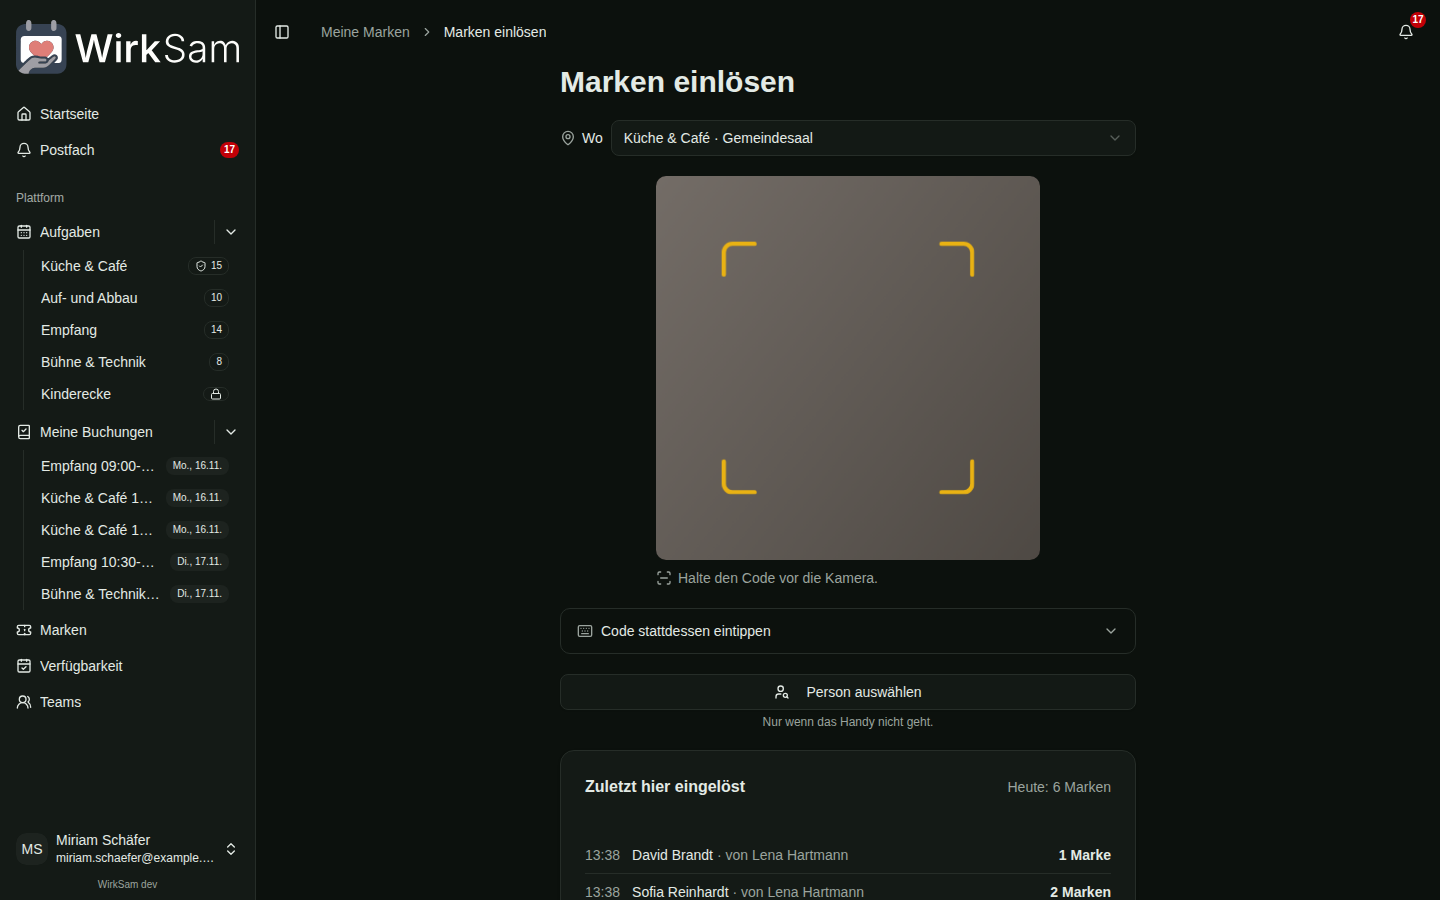 WirkSam
Startseite
Postfach 17
Plattform
Aufgaben
Küche & Café 15
Auf- und Abbau 10
Empfang 14
Bühne & Technik 8
Kinderecke
Meine Buchungen
Empfang 09:00-… Mo., 16.11.
Küche & Café 1… Mo., 16.11.
Küche & Café 1… Mo., 16.11.
Empfang 10:30-… Di., 17.11.
Bühne & Technik… Di., 17.11.
Marken
Verfügbarkeit
Teams
MS
Miriam Schäfer
miriam.schaefer@example.…
WirkSam dev
Meine Marken > Marken einlösen
17
Marken einlösen
Wo Küche & Café · Gemeindesaal
Halte den Code vor die Kamera.
Code stattdessen eintippen
Person auswählen
Nur wenn das Handy nicht geht.
Zuletzt hier eingelöst Heute: 6 Marken
13:38 David Brandt · von Lena Hartmann 1 Marke
13:38 Sofia Reinhardt · von Lena Hartmann 2 Marken